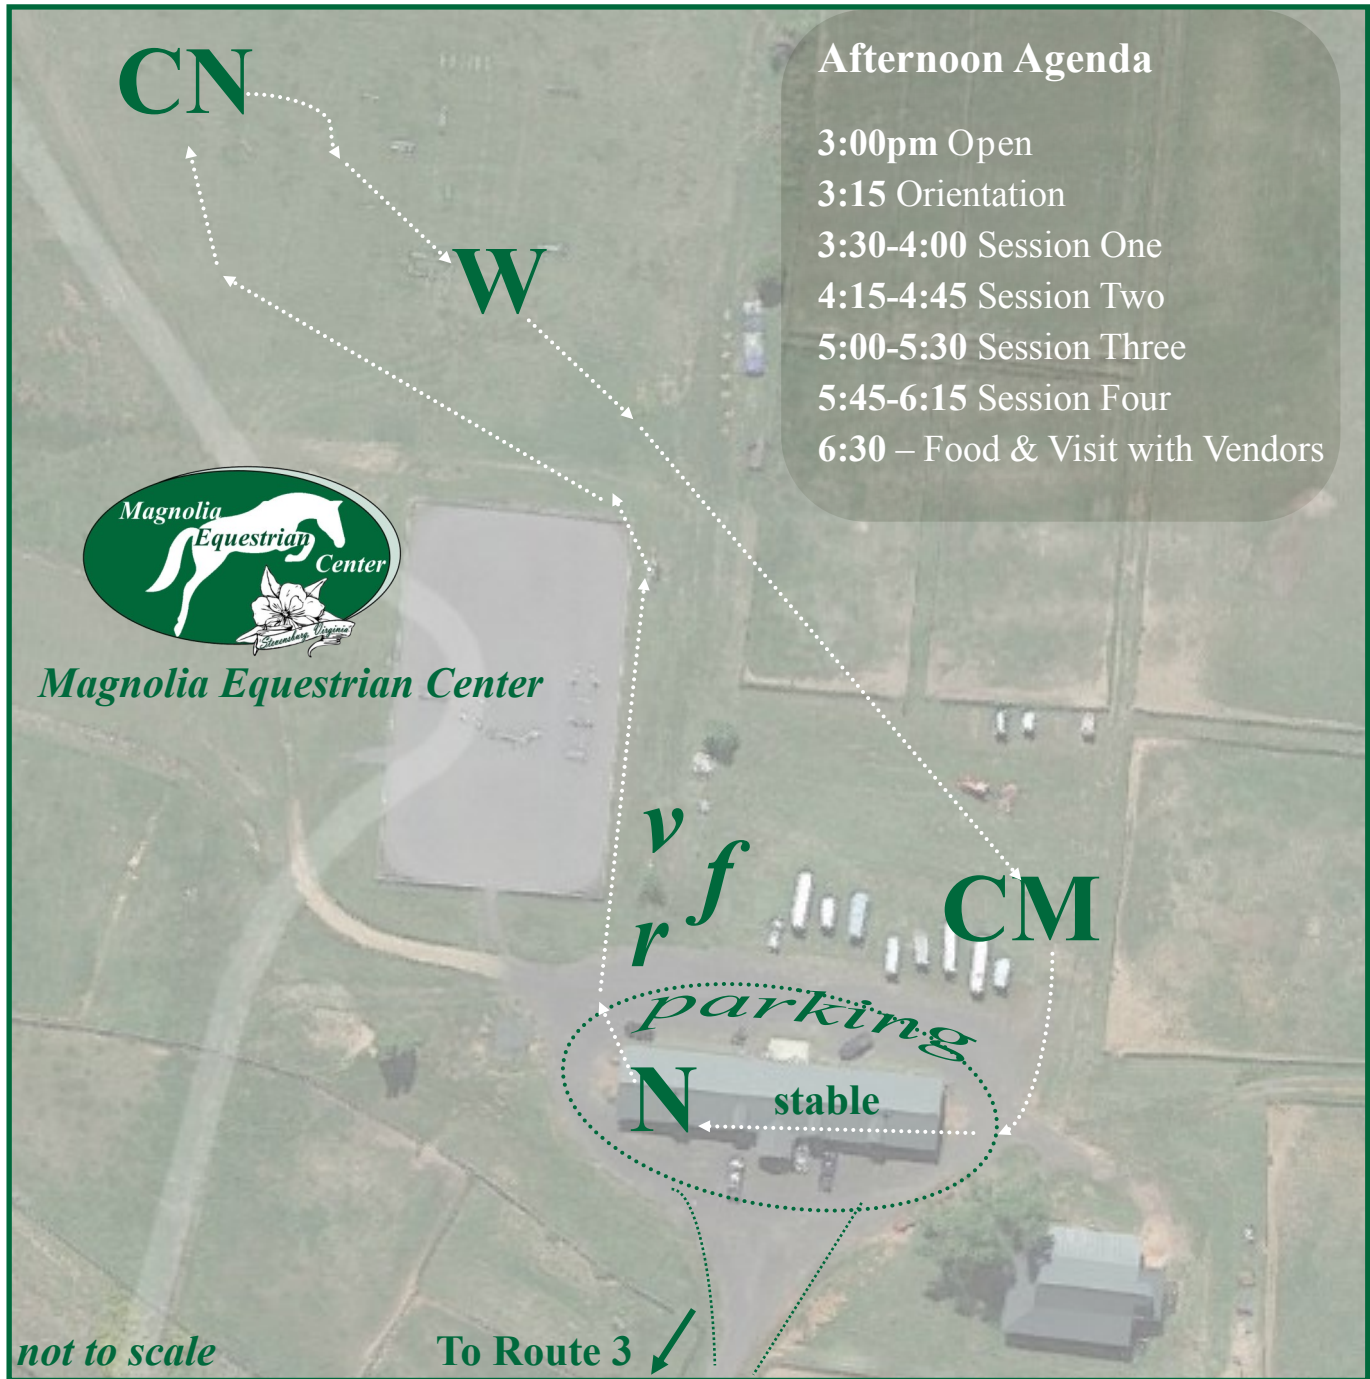 CN
Afternoon Agenda
3:00pm Open
3:15 Orientation
3:30-4:00 Session One
4:15-4:45 Session Two
5:00-5:30 Session Three
5:45-6:15 Session Four
6:30 – Food & Visit with Vendors
W
Magnolia
Equestrian
Center
Stevensburg, Virginia
Magnolia Equestrian Center
v
f
r
CM
parking
N
stable
not to scale
To Route 3